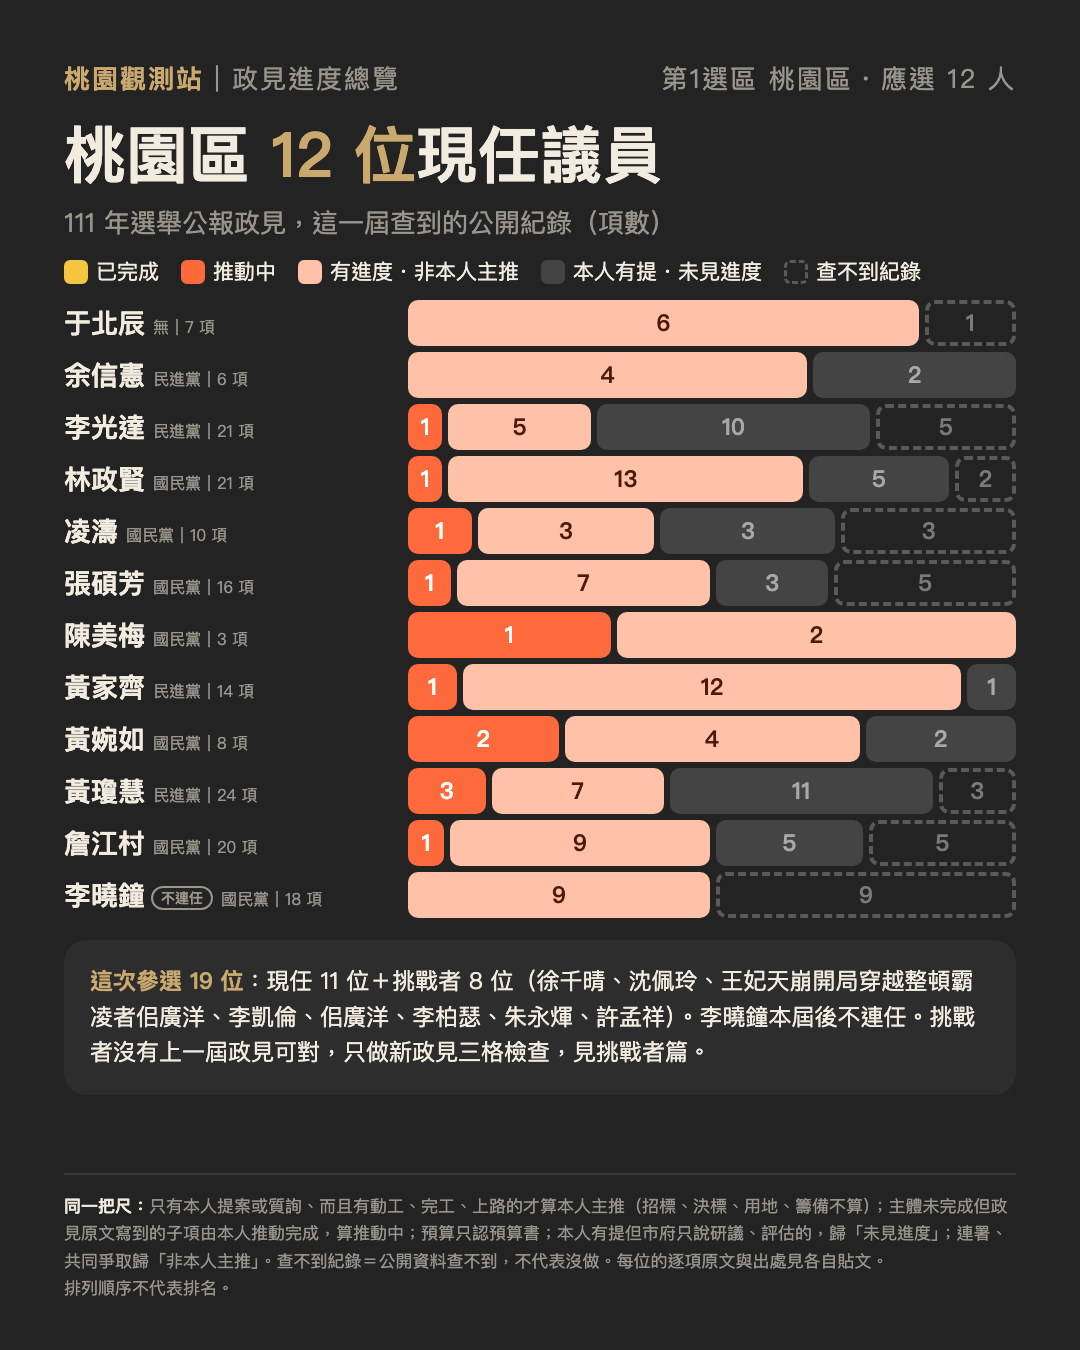 桃園觀測站｜政見進度總覽
第1選區 桃園區・應選 12 人
桃園區 12 位現任議員
111 年選舉公報政見，這一屆查到的公開紀錄（項數）
已完成 推動中 有進度・非本人主推 本人有提・未見進度 查不到紀錄
于北辰 無｜7 項 6 1
余信憲 民進黨｜6 項 4 2
李光達 民進黨｜21 項 1 5 10 5
林政賢 國民黨｜21 項 1 13 5 2
凌濤 國民黨｜10 項 1 3 3 3
張碩芳 國民黨｜16 項 1 7 3 5
陳美梅 國民黨｜3 項 1 2
黃家齊 民進黨｜14 項 1 12 1
黃婉如 國民黨｜8 項 2 4 2
黃瓊慧 民進黨｜24 項 3 7 11 3
詹江村 國民黨｜20 項 1 9 5 5
李曉鐘 不連任 國民黨｜18 項 9 9
這次參選 19 位：現任 11 位＋挑戰者 8 位（徐千晴、沈佩玲、王妃天崩開局穿越整頓霸
凌者佀廣洋、李凱倫、佀廣洋、李柏瑟、朱永煇、許孟祥）。李曉鐘本屆後不連任。挑戰
者沒有上一屆政見可對，只做新政見三格檢查，見挑戰者篇。
同一把尺：只有本人提案或質詢、而且有動工、完工、上路的才算本人主推（招標、決標、用地、籌備不算）；主體未完成但政
見原文寫到的子項由本人推動完成，算推動中；預算只認預算書；本人有提但市府只說研議、評估的，歸「未見進度」；連署、
共同爭取歸「非本人主推」。查不到紀錄＝公開資料查不到，不代表沒做。每位的逐項原文與出處見各自貼文。
排列順序不代表排名。